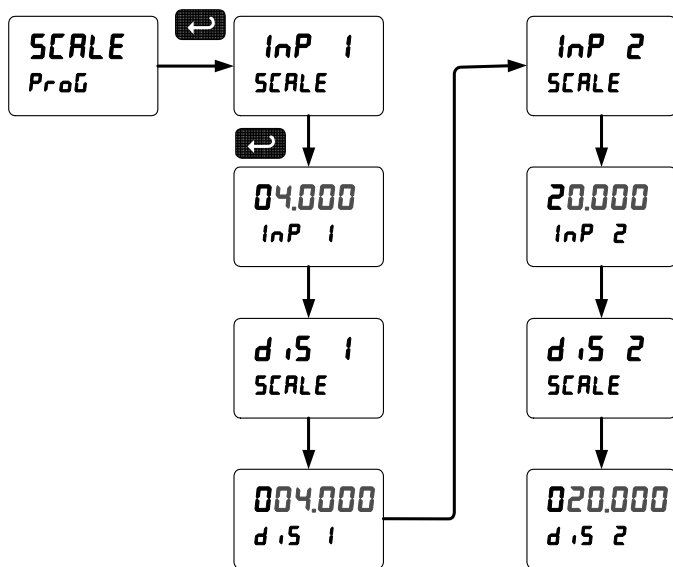 SCALE
ProG
InP 1
SCALE
04.000
InP 1
diS 1
SCALE
004.000
diS 1
InP 2
SCALE
20.000
InP 2
diS 2
SCALE
020.000
diS 2